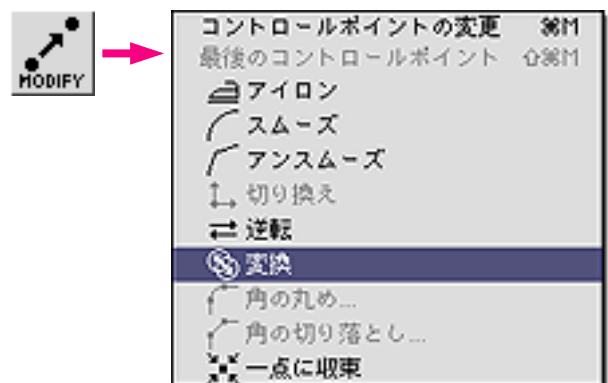 MODIFY
コントロールポイントの変更 ⌘M
最後のコントロールポイント ⇧⌘M
アイロン
スムーズ
アンスムーズ
切り換え
逆転
変換
角の丸め...
角の切り落とし...
一点に収束